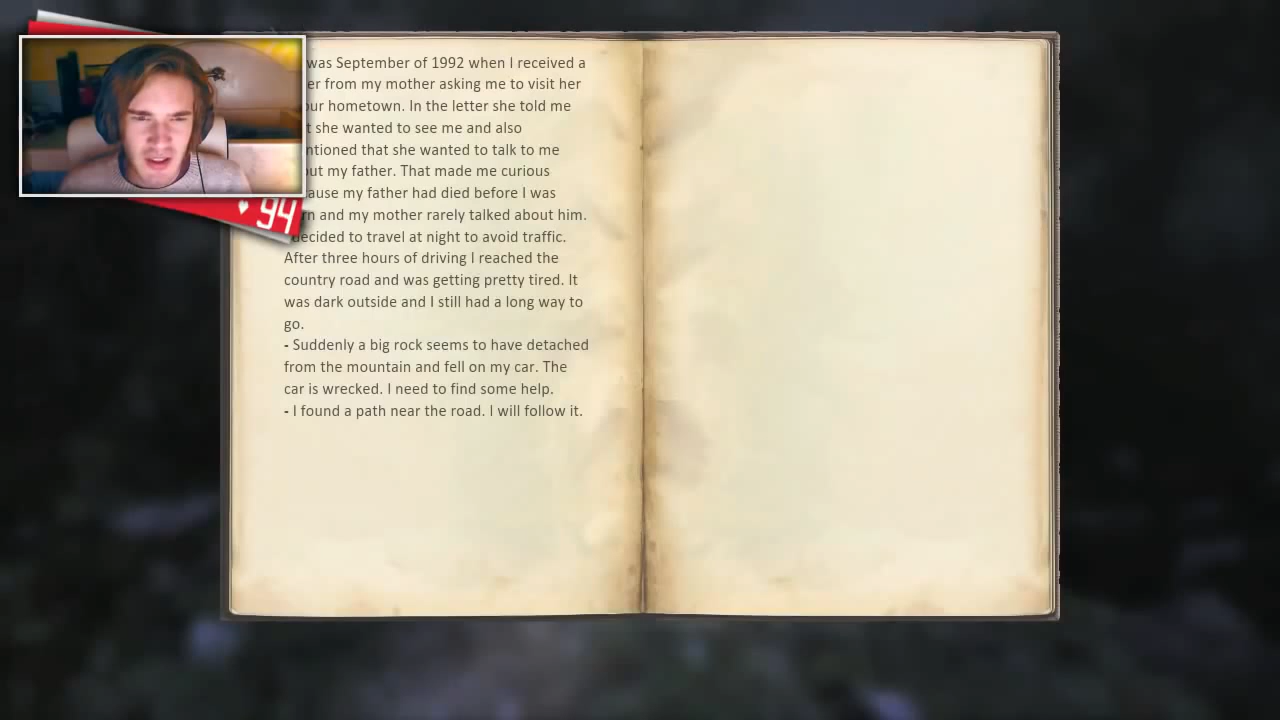 was September of 1992 when I received a
from my mother asking me to visit her
hometown. In the letter she told me
she wanted to see me and also
that she wanted to talk to me
my father. That made me curious
my father had died before I was
and my mother rarely talked about him.
decided to travel at night to avoid traffic.
After three hours of driving I reached the
country road and was getting pretty tired. It
was dark outside and I still had a long way to
go.
- Suddenly a big rock seems to have detached
from the mountain and fell on my car. The
car is wrecked. I need to find some help.
- I found a path near the road. I will follow it.
94